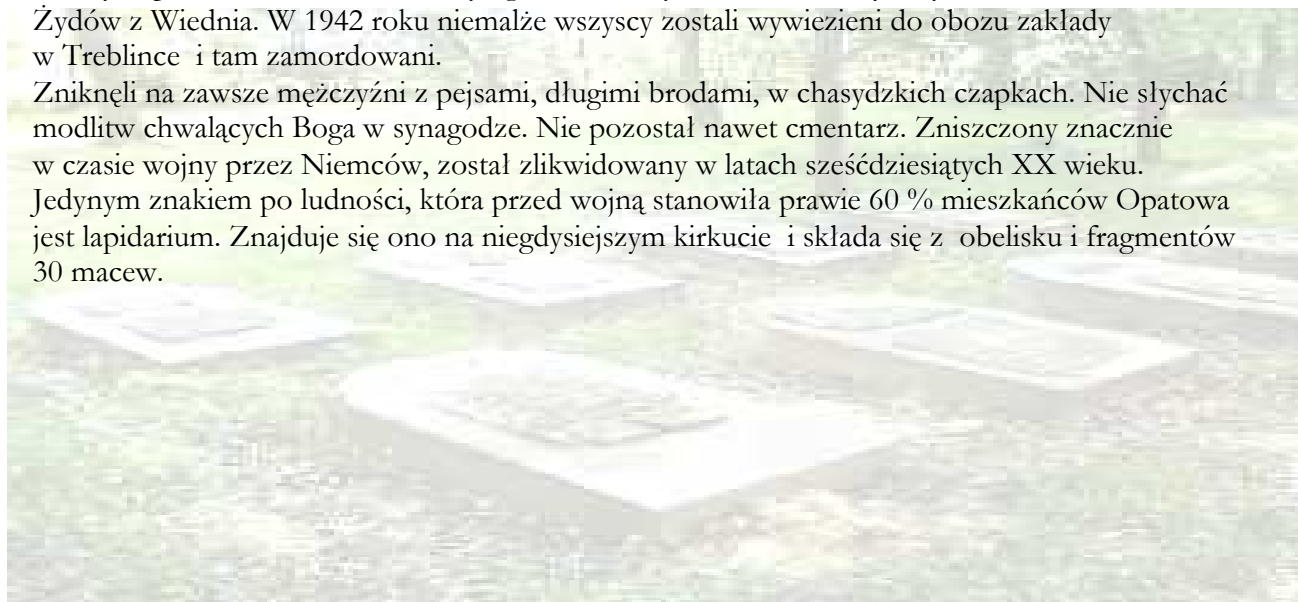 Żydów z Wiednia. W 1942 roku niemalże wszyscy zostali wywiezieni do obozu zakłady
w Treblince i tam zamordowani.
Zniknęli na zawsze mężczyźni z pejsami, długimi brodami, w chasydzkich czapkach. Nie słychać
modlitw chwalących Boga w synagodze. Nie pozostał nawet cmentarz. Zniszczony znacznie
w czasie wojny przez Niemców, został zlikwidowany w latach sześćdziesiątych XX wieku.
Jedynym znakiem po ludności, która przed wojną stanowiła prawie 60 % mieszkańców Opatowa
jest lapidarium. Znajduje się ono na niegdysiejszym kirkucie i składa się z obelisku i fragmentów
30 macew.